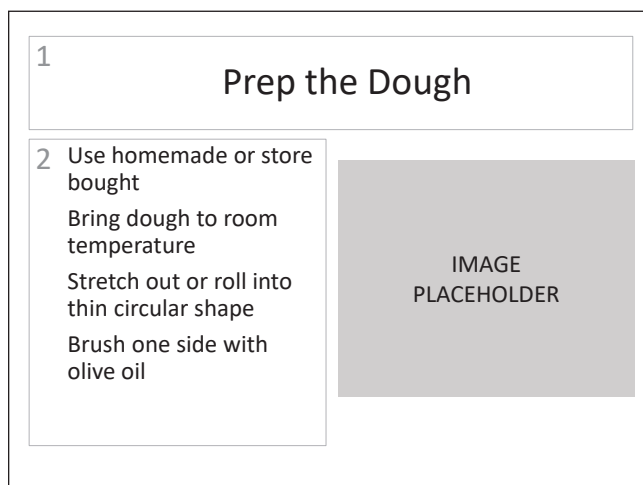 1
Prep the Dough
2
Use homemade or store
bought
Bring dough to room
temperature
Stretch out or roll into
thin circular shape
Brush one side with
olive oil
IMAGE
PLACEHOLDER